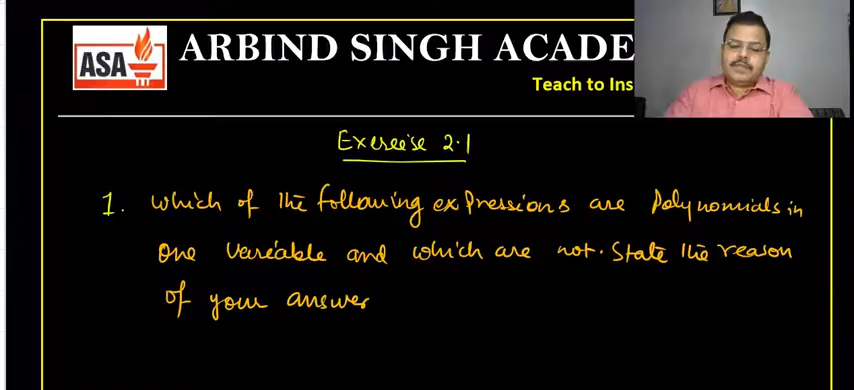 ASA
ARBIND SINGH ACADE
Teach to Ins
Exercise 2.1
1. Which of the following expressions are Polynomials in
one variable and which are not. State the reason
of your answer